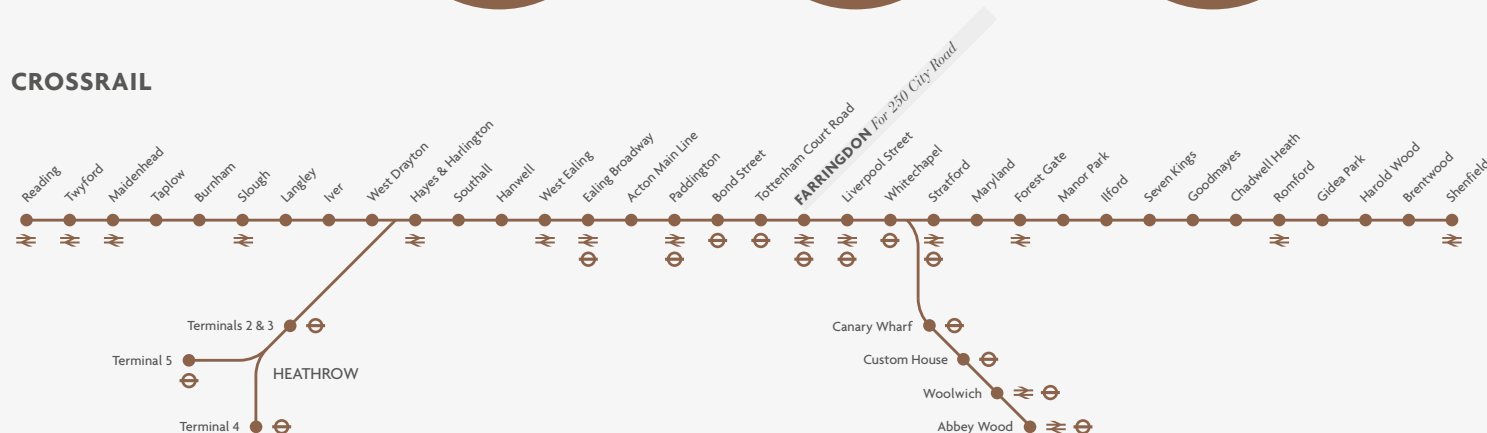 CROSSRAIL
Reading
Twyford
Maidenhead
Taplow
Burnham
Slough
Langley
Iver
West Drayton
Hayes & Harlington
Southall
Hanwell
West Ealing
Ealing Broadway
Acton Main Line
Paddington
Bond Street
Tottenham Court Road
FARRINGDON For 250 City Road
Liverpool Street
Whitechapel
Stratford
Maryland
Forest Gate
Manor Park
Ilford
Seven Kings
Goodmayes
Chadwell Heath
Romford
Gidea Park
Harold Wood
Brentwood
Shenfield
Terminals 2 & 3
Terminal 5
HEATHROW
Terminal 4
Canary Wharf
Custom House
Woolwich
Abbey Wood